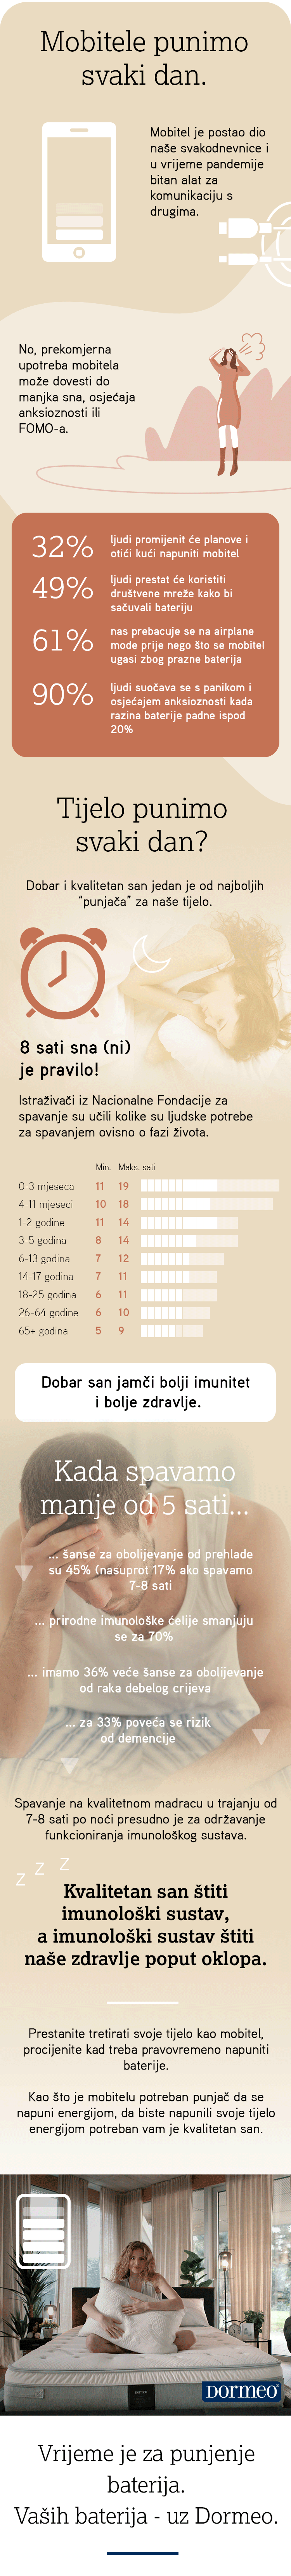 Mobitele punimo
svaki dan.
Mobitel je postao dio
naše svakodnevnice i
u vrijeme pandemije
bitan alat za
komunikaciju s
drugima.
No, prekomjerna
upotreba mobitela
može dovesti do
manjka sna, osjećaja
anksioznosti ili
FOMO-a.
32%
ljudi promijenit će planove i
otići kući napuniti mobitel
49%
ljudi prestat će koristiti
društvene mreže kako bi
sačuvali bateriju
61%
nas prebacuje se na airplane
mode prije nego što se mobitel
ugasi zbog prazne baterija
90%
ljudi suočava se s panikom i
osjećajem anksioznosti kada
razina baterije padne ispod
20%
Tijelo punimo
svaki dan?
Dobar i kvalitetan san jedan je od najboljih
“punjača” za naše tijelo.
8 sati sna (ni)
je pravilo!
Istraživači iz Nacionalne Fondacije za
spavanje su učili kolike su ljudske potrebe
za spavanjem ovisno o fazi života.
Min. Maks. sati
0-3 mjeseca 11 19
4-11 mjeseci 10 18
1-2 godine 11 14
3-5 godina 8 14
6-13 godina 7 12
14-17 godina 7 11
18-25 godina 6 11
26-64 godine 6 10
65+ godina 5 9
Dobar san jamči bolji imunitet
i bolje zdravlje.
Kada spavamo
manje od 5 sati...
... šanse za obolijevanje od prehlade
su 45% (nasuprot 17% ako spavamo
7-8 sati
... prirodne imunološke ćelije smanjuju
se za 70%
... imamo 36% veće šanse za obolijevanje
od raka debelog crijeva
... za 33% poveća se rizik
od demencije
Spavanje na kvalitetnom madracu u trajanju od
7-8 sati po noći presudno je za održavanje
funkcioniranja imunološkog sustava.
Z Z Z
Kvalitetan san štiti
imunološki sustav,
a imunološki sustav štiti
naše zdravlje poput oklopa.
Prestanite tretirati svoje tijelo kao mobitel,
procijenite kad treba pravovremeno napuniti
baterije.
Kao što je mobitelu potreban punjač da se
napuni energijom, da biste napunili svoje tijelo
energijom potreban vam je kvalitetan san.
DORMEO
Vrijeme je za punjenje
baterija.
Vaših baterija - uz Dormeo.